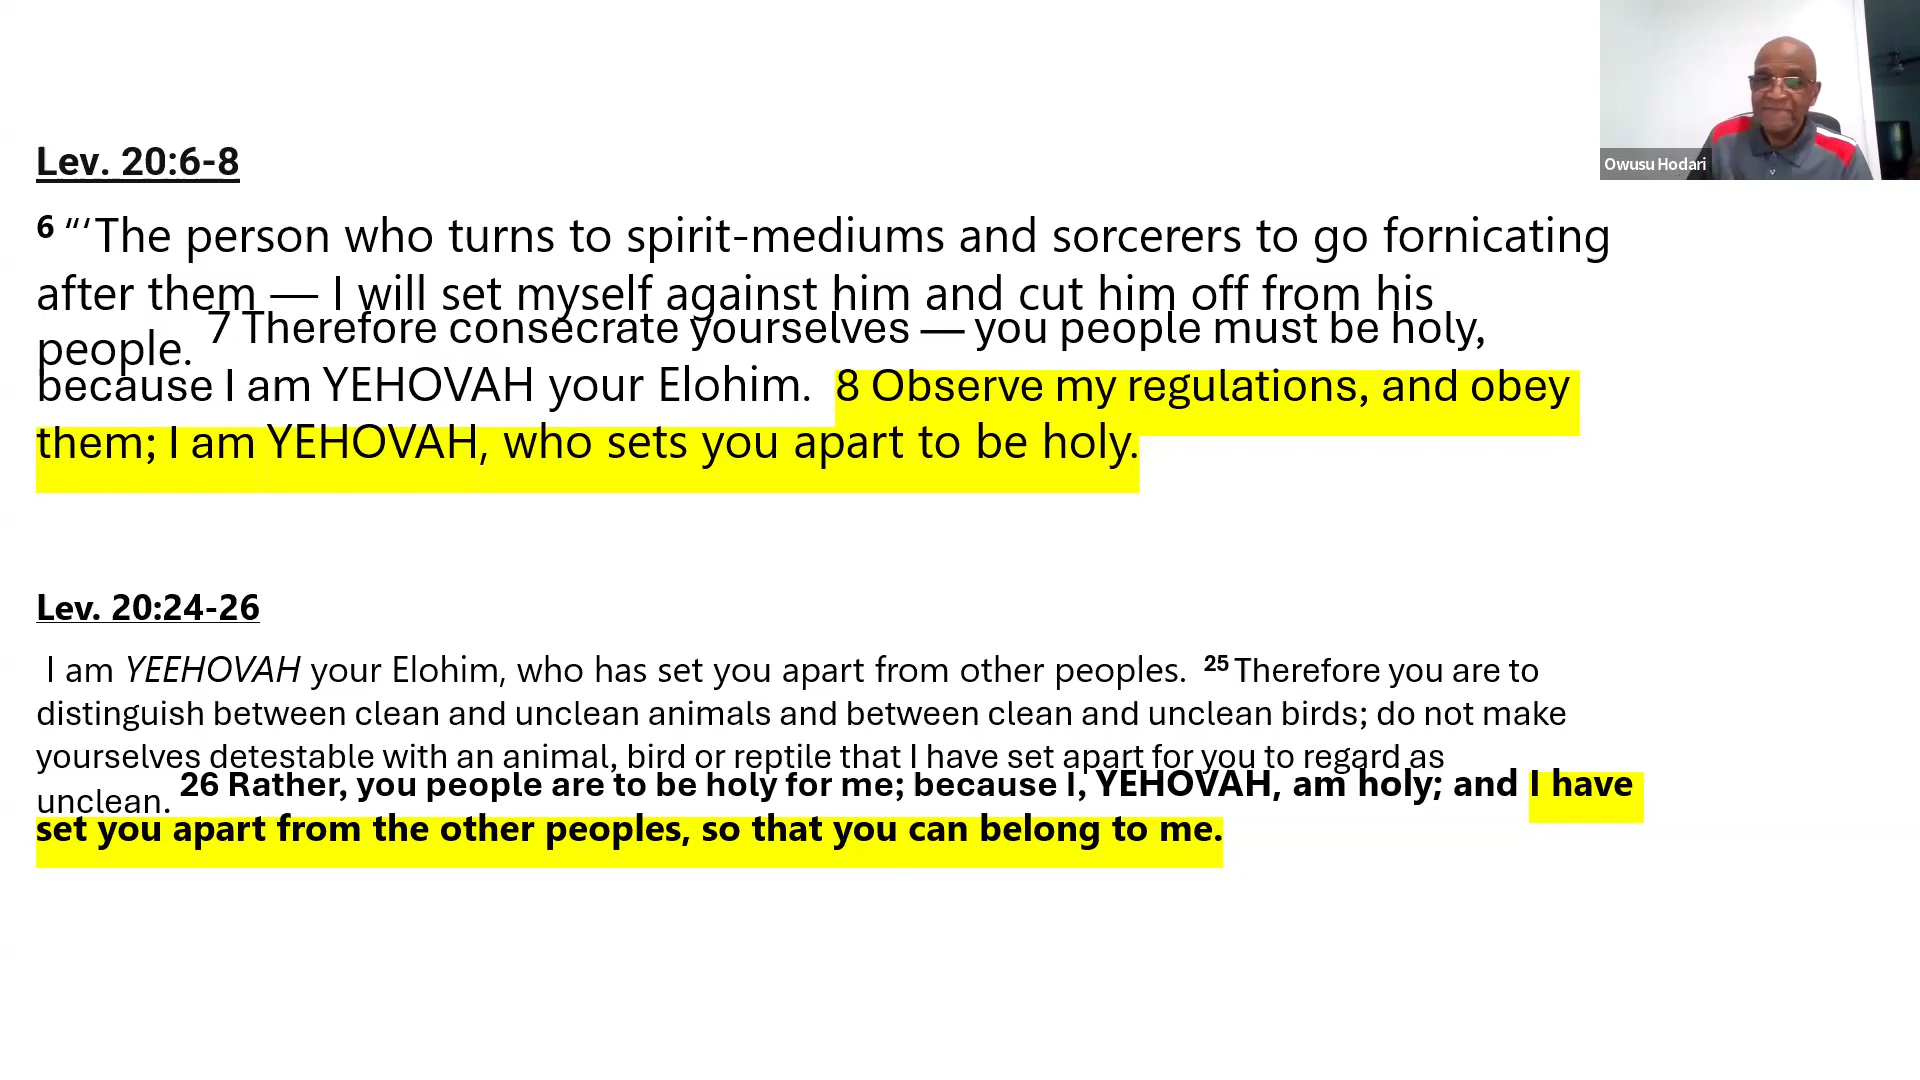 Owusu Hodari
Lev. 20:6-8
6 “‘The person who turns to spirit-mediums and sorcerers to go fornicating
after them — I will set myself against him and cut him off from his
people. 7 Therefore consecrate yourselves — you people must be holy,
because I am YEHOVAH your Elohim. 8 Observe my regulations, and obey
them; I am YEHOVAH, who sets you apart to be holy.
Lev. 20:24-26
I am YEEHOVAH your Elohim, who has set you apart from other peoples. 25 Therefore you are to
distinguish between clean and unclean animals and between clean and unclean birds; do not make
yourselves detestable with an animal, bird or reptile that I have set apart for you to regard as
unclean. 26 Rather, you people are to be holy for me; because I, YEHOVAH, am holy; and I have
set you apart from the other peoples, so that you can belong to me.